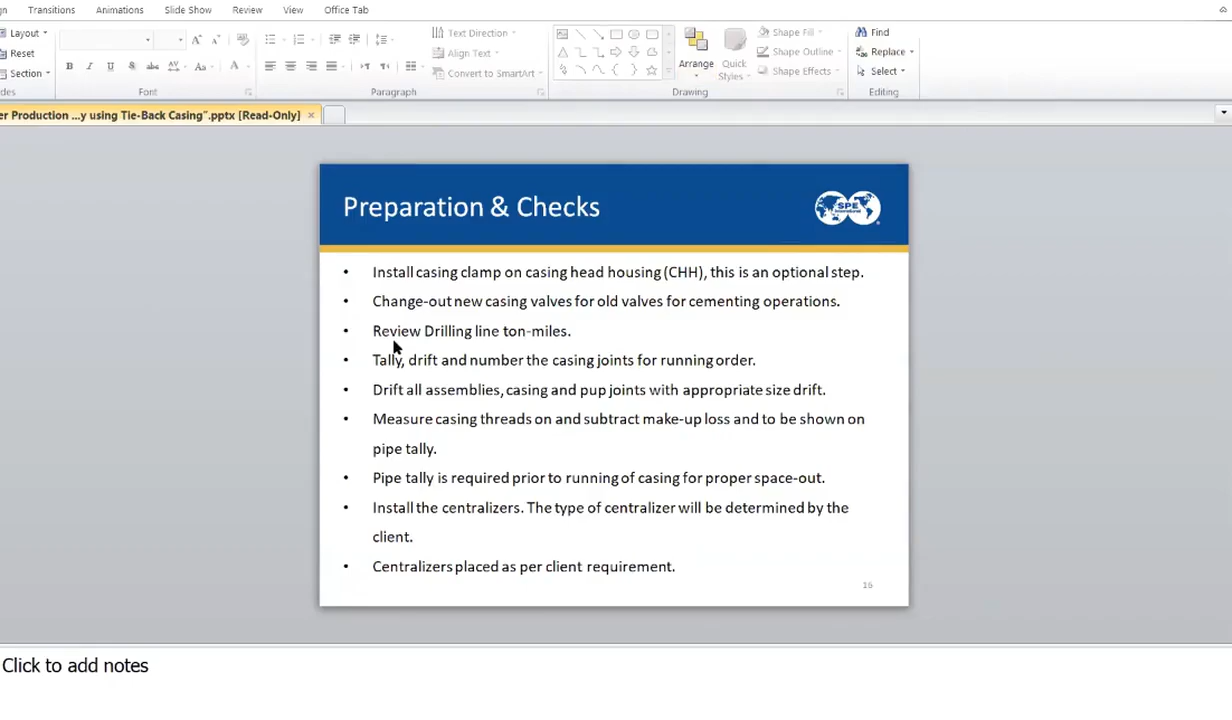 Transitions Animations Slide Show Review View Office Tab
Layout Text Direction Shape Fill Find
Reset Align Text Arrange Quick Styles Shape Outline Replace
Section B I U S abc AV Aa A Convert to SmartArt Shape Effects Select
Font Paragraph Drawing Editing
er Production ...y using Tie-Back Casing".pptx [Read-Only]
Preparation & Checks
SPE International
• Install casing clamp on casing head housing (CHH), this is an optional step.
• Change-out new casing valves for old valves for cementing operations.
• Review Drilling line ton-miles.
• Tally, drift and number the casing joints for running order.
• Drift all assemblies, casing and pup joints with appropriate size drift.
• Measure casing threads on and subtract make-up loss and to be shown on
pipe tally.
• Pipe tally is required prior to running of casing for proper space-out.
• Install the centralizers. The type of centralizer will be determined by the
client.
• Centralizers placed as per client requirement.
16
Click to add notes